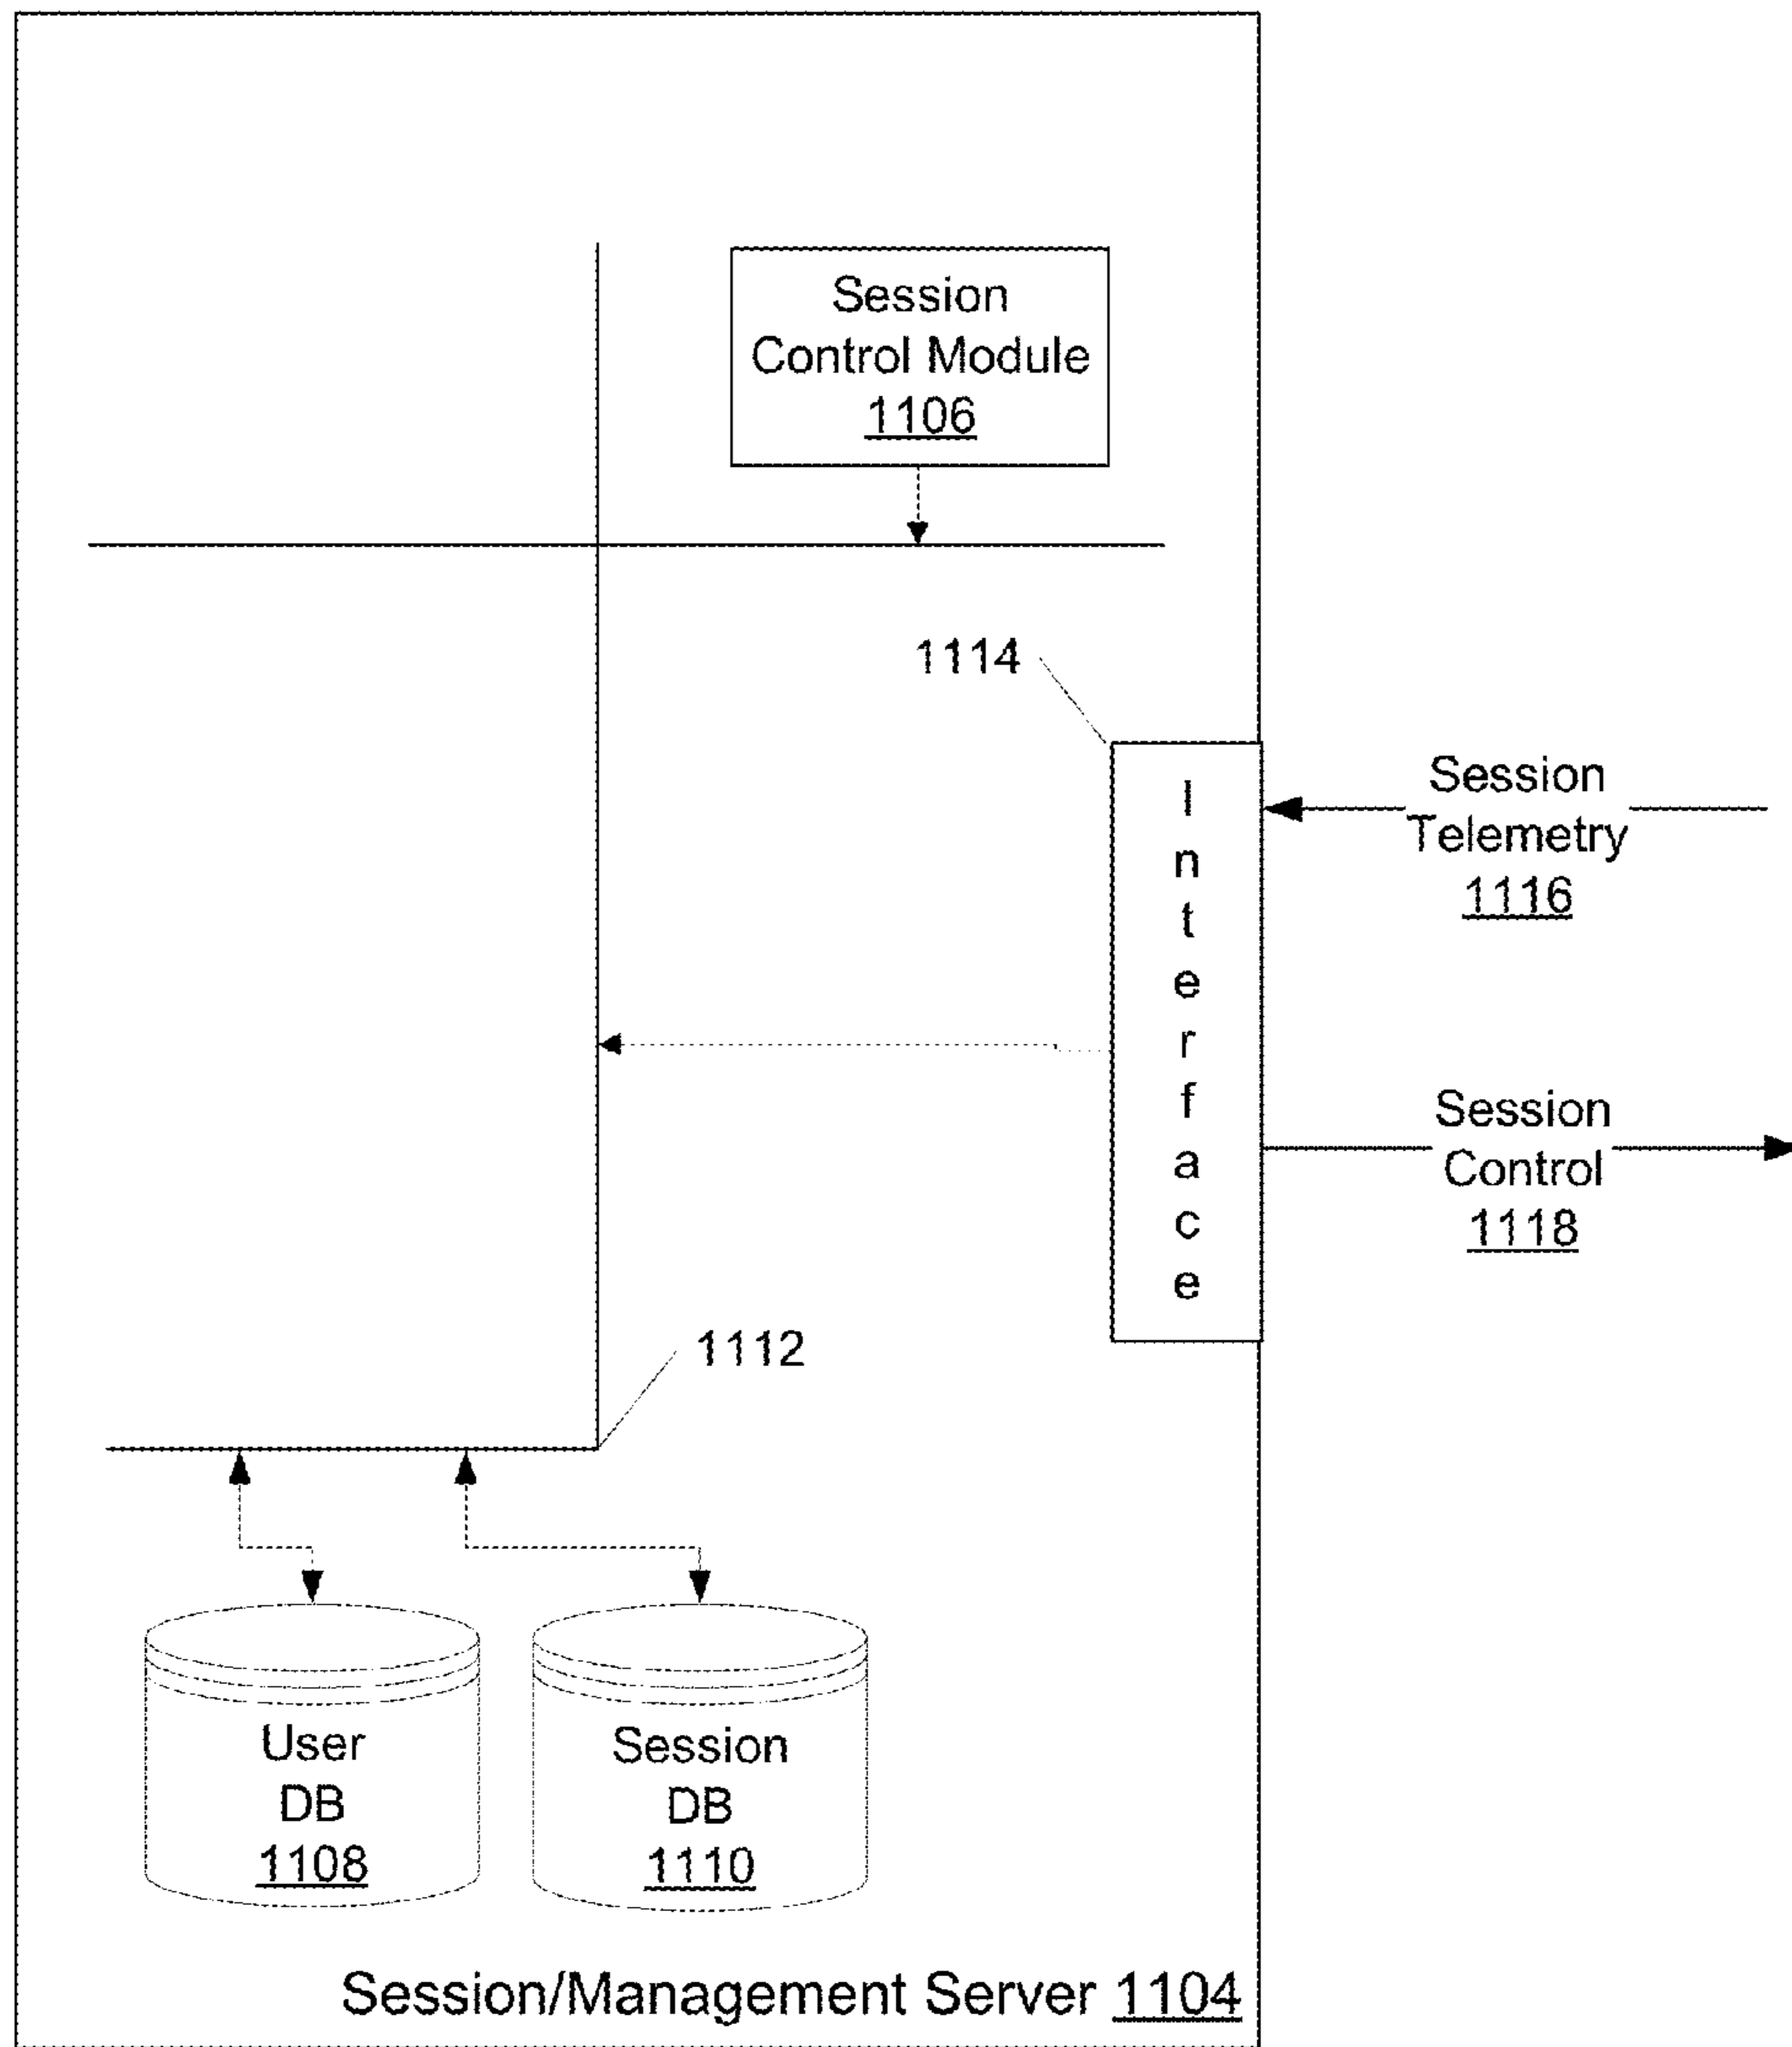 Session
Control Module
1106
1114
Interface
Session
Telemetry
1116
Session
Control
1118
1112
User
DB
1108
Session
DB
1110
Session/Management Server 1104